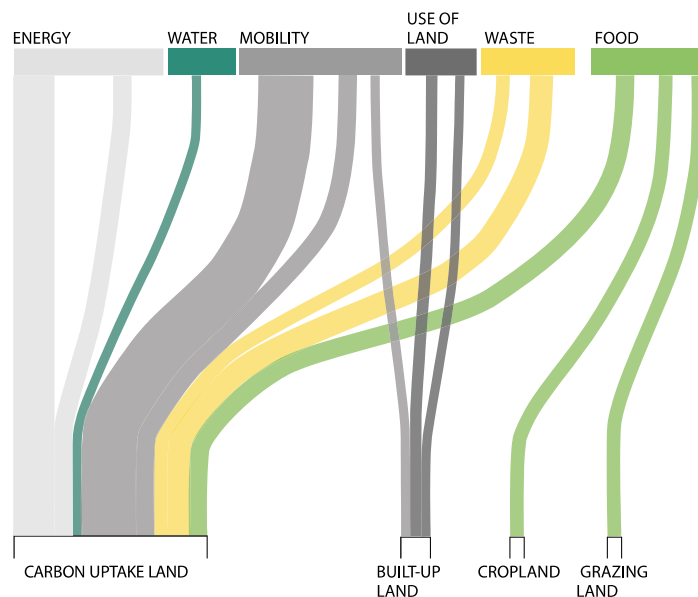 ENERGY
WATER
MOBILITY
USE OF
LAND
WASTE
FOOD
CARBON UPTAKE LAND
BUILT-UP
LAND
CROPLAND
GRAZING
LAND